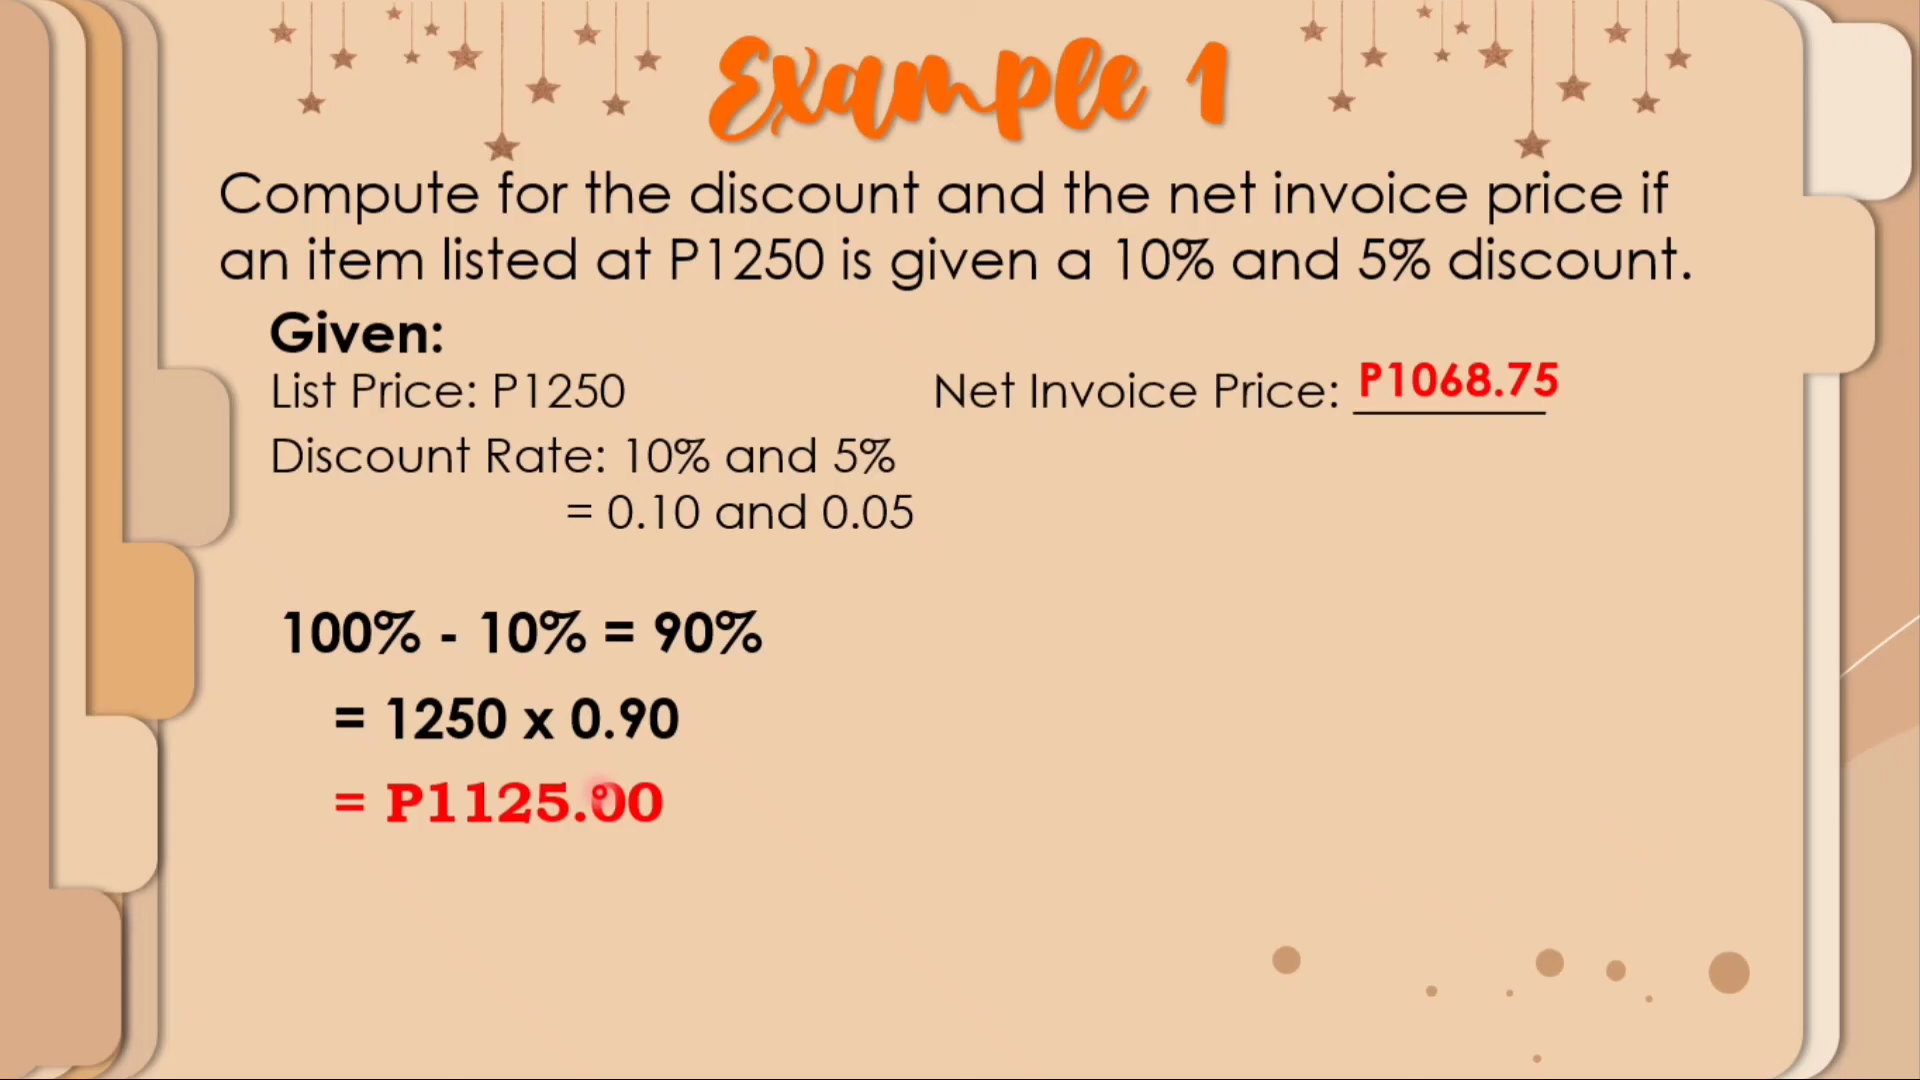 Example 1
Compute for the discount and the net invoice price if
an item listed at P1250 is given a 10% and 5% discount.
Given:
List Price: P1250
Net Invoice Price: P1068.75
Discount Rate: 10% and 5%
= 0.10 and 0.05
100% - 10% = 90%
= 1250 x 0.90
= P1125.00